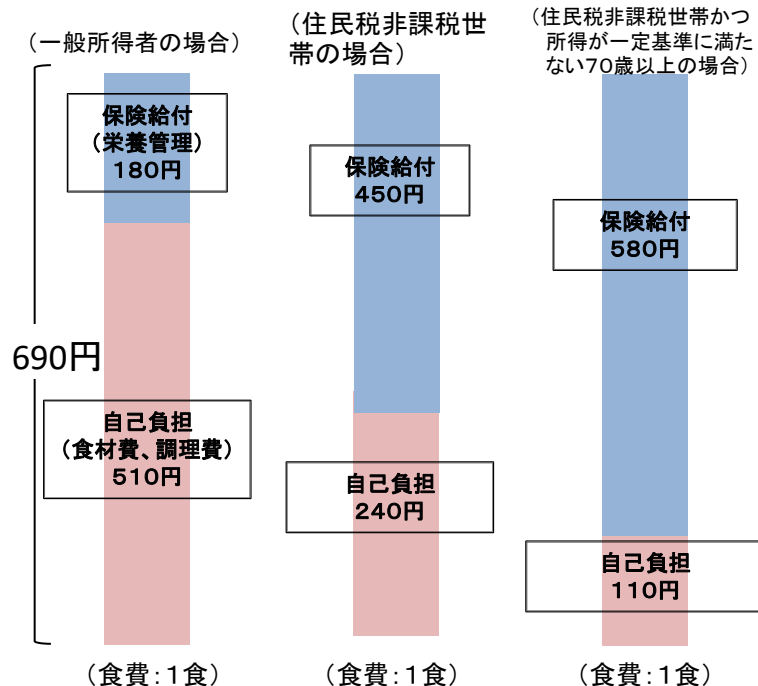 （一般所得者の場合）
保険給付
（栄養管理）
180円
690円
自己負担
（食材費、調理費）
510円
（食費：１食）
（住民税非課税世
帯の場合）
保険給付
450円
自己負担
240円
（食費：１食）
（住民税非課税世帯かつ
所得が一定基準に満た
ない70歳以上の場合）
保険給付
580円
自己負担
110円
（食費：１食）